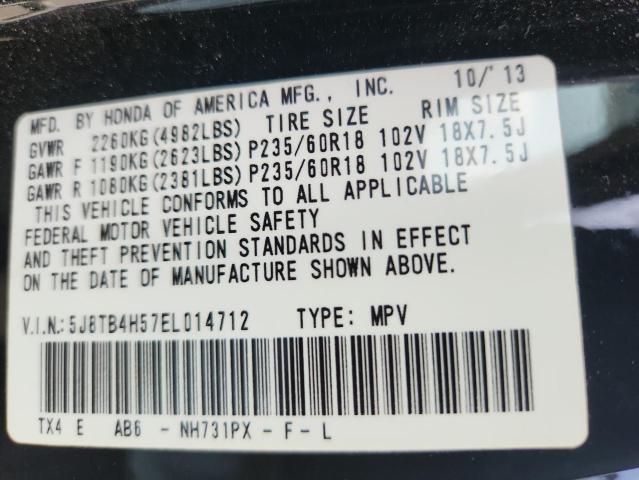 MFD. BY HONDA OF AMERICA MFG., INC. 10/'13
GVWR 2260KG(4982LBS) TIRE SIZE RIM SIZE
GAWR F 1190KG(2623LBS) P235/60R18 102V 18X7.5J
GAWR R 1080KG(2381LBS) P235/60R18 102V 18X7.5J
THIS VEHICLE CONFORMS TO ALL APPLICABLE
FEDERAL MOTOR VEHICLE SAFETY
AND THEFT PREVENTION STANDARDS IN EFFECT
ON THE DATE OF MANUFACTURE SHOWN ABOVE.
V.I.N.: 5J8TB4H57EL014712 TYPE: MPV
TX4 E AB6 - NH731PX - F - L